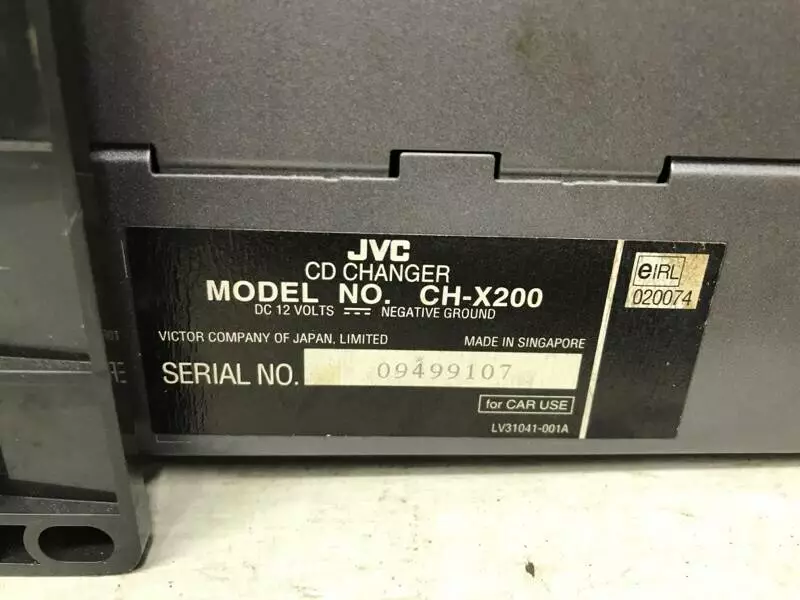 JVC
CD CHANGER
MODEL NO. CH-X200
DC 12 VOLTS ⎓ NEGATIVE GROUND
VICTOR COMPANY OF JAPAN, LIMITED MADE IN SINGAPORE
SERIAL NO. 09499107
for CAR USE
LV31041-001A
e IRL
020074